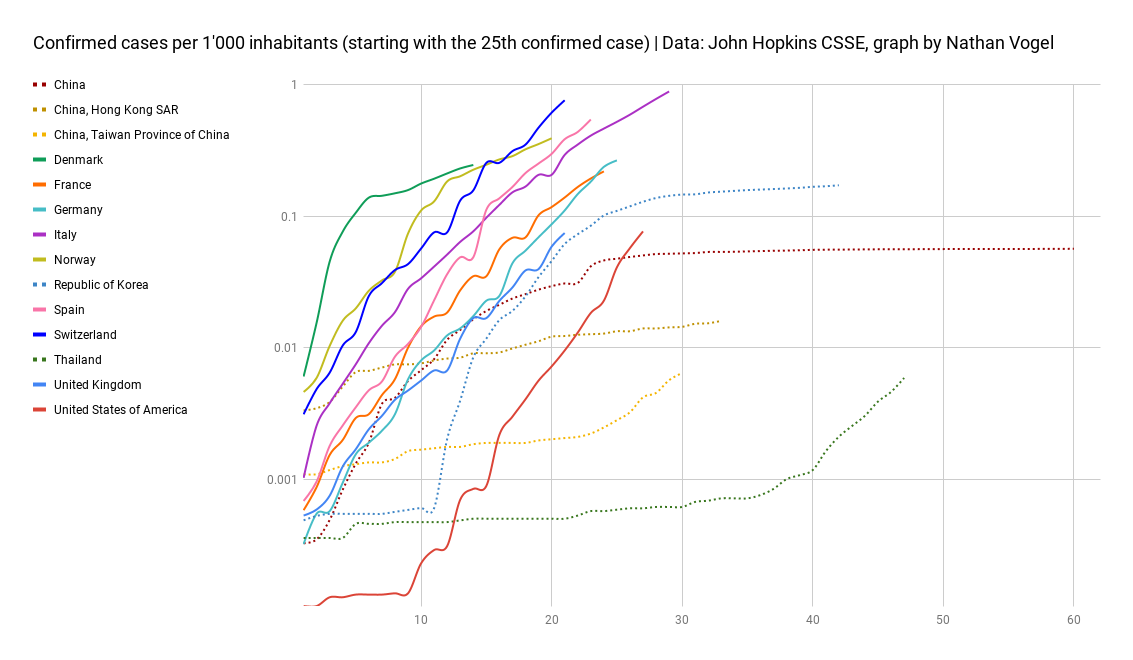 Confirmed cases per 1'000 inhabitants (starting with the 25th confirmed case) | Data: John Hopkins CSSE, graph by Nathan Vogel
China
China, Hong Kong SAR
China, Taiwan Province of China
Denmark
France
Germany
Italy
Norway
Republic of Korea
Spain
Switzerland
Thailand
United Kingdom
United States of America
1
0.1
0.01
0.001
10 20 30 40 50 60